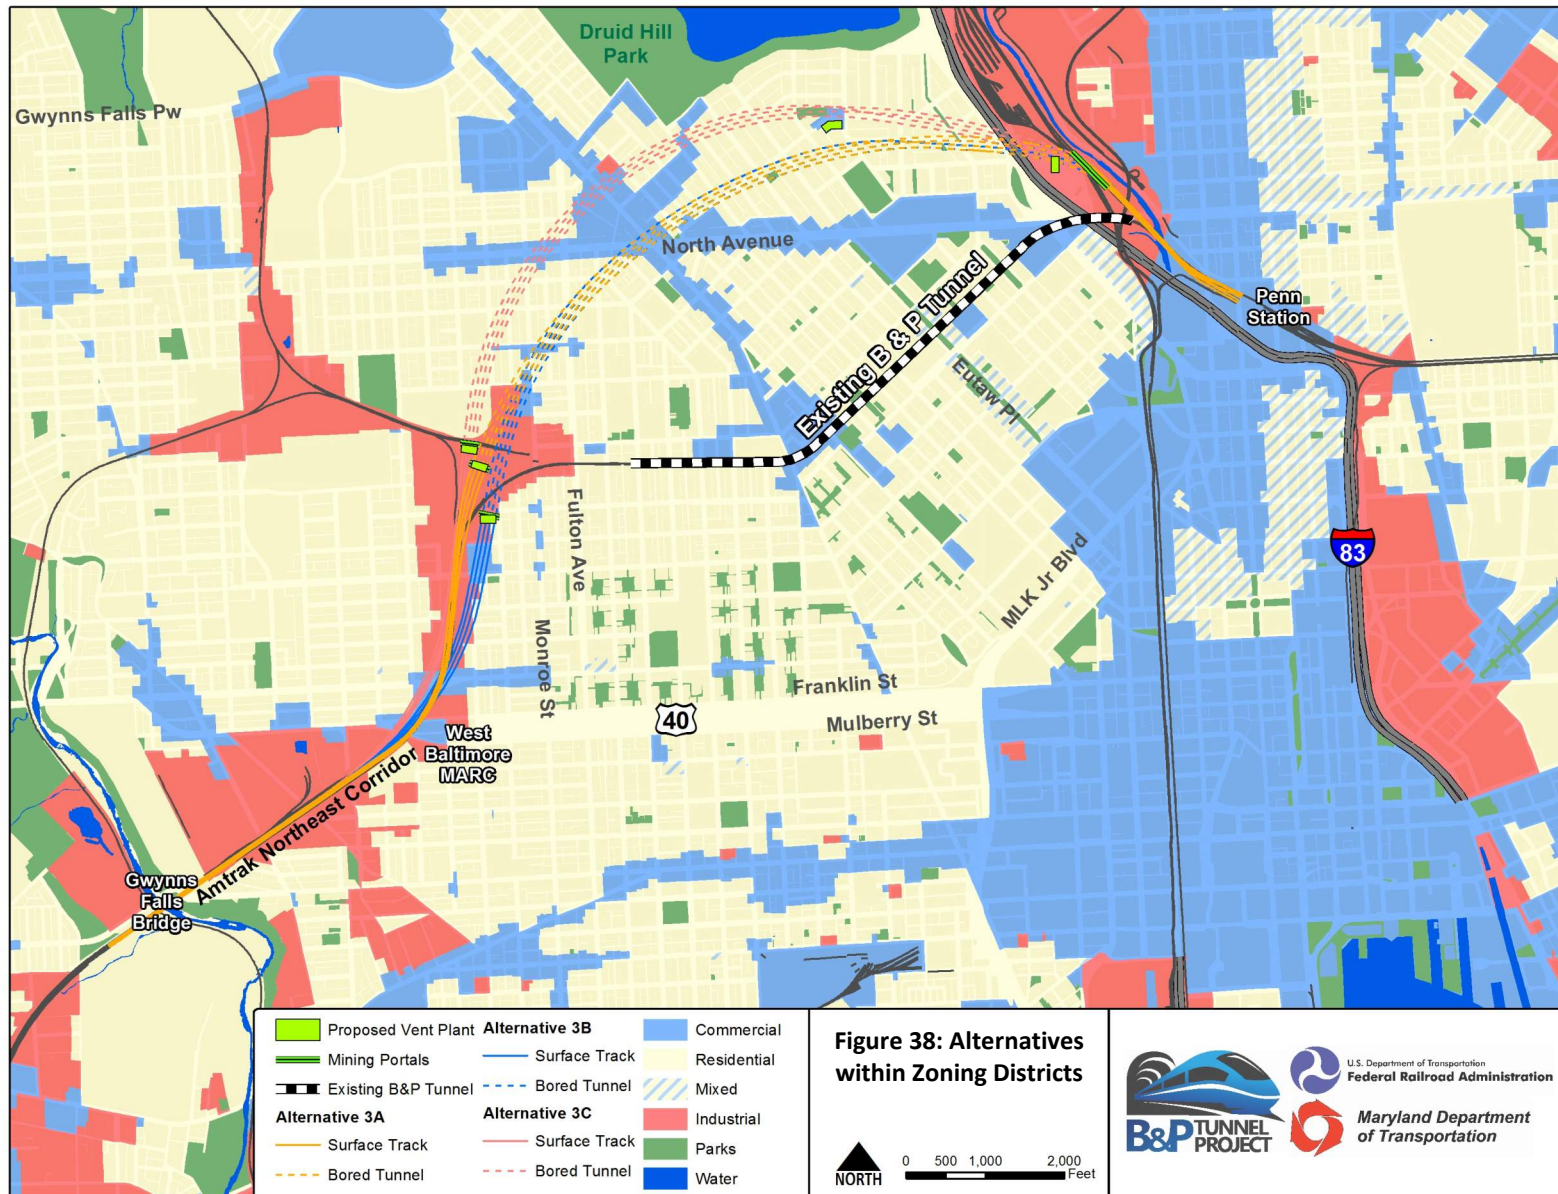 Druid Hill
Park
Gwynns Falls Pw
North Avenue
Existing B & P Tunnel
Penn
Station
Eutaw Pl
Fulton Ave
83
MLK Jr Blvd
Monroe St
Franklin St
40
Mulberry St
West
Baltimore
MARC
Amtrak Northeast Corridor
Gwynns
Falls
Bridge
Proposed Vent Plant
Mining Portals
Existing B&P Tunnel
Alternative 3A
Surface Track
Bored Tunnel
Alternative 3B
Surface Track
Bored Tunnel
Alternative 3C
Surface Track
Bored Tunnel
Commercial
Residential
Mixed
Industrial
Parks
Water
Figure 38: Alternatives
within Zoning Districts
NORTH
0 500 1,000 2,000
Feet
B&P TUNNEL
PROJECT
U.S. Department of Transportation
Federal Railroad Administration
Maryland Department
of Transportation